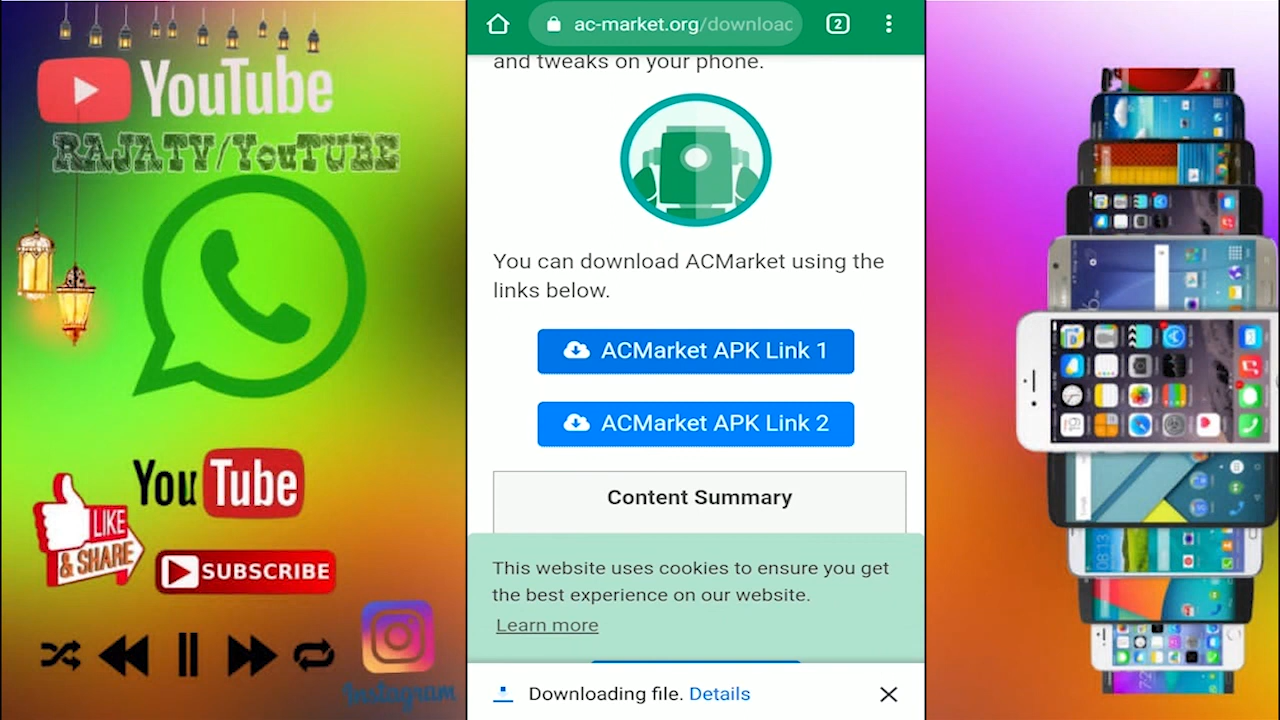 YouTube
RAJATV/YouTUBE
You Tube
LIKE
& SHARE
SUBSCRIBE
Instagram
ac-market.org/downloac
2
and tweaks on your phone.
You can download ACMarket using the
links below.
ACMarket APK Link 1
ACMarket APK Link 2
Content Summary
This website uses cookies to ensure you get
the best experience on our website.
Learn more
Downloading file. Details